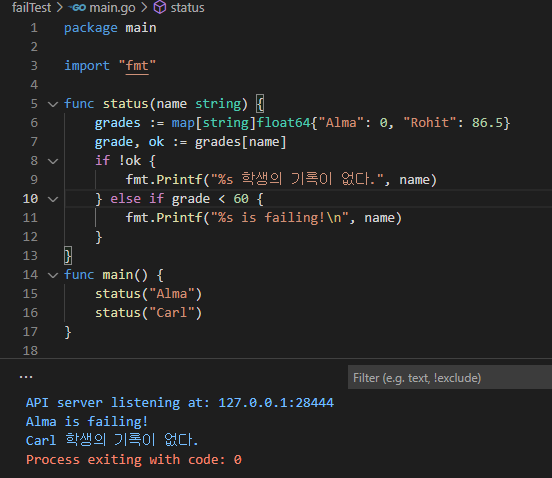 failTest > GO main.go > status
1 package main
2
3 import "fmt"
4
5 func status(name string) {
6 grades := map[string]float64{"Alma": 0, "Rohit": 86.5}
7 grade, ok := grades[name]
8 if !ok {
9 fmt.Printf("%s 학생의 기록이 없다.", name)
10 } else if grade < 60 {
11 fmt.Printf("%s is failing!\n", name)
12 }
13 }
14 func main() {
15 status("Alma")
16 status("Carl")
17 }
18
... Filter (e.g. text, !exclude)
API server listening at: 127.0.0.1:28444
Alma is failing!
Carl 학생의 기록이 없다.
Process exiting with code: 0